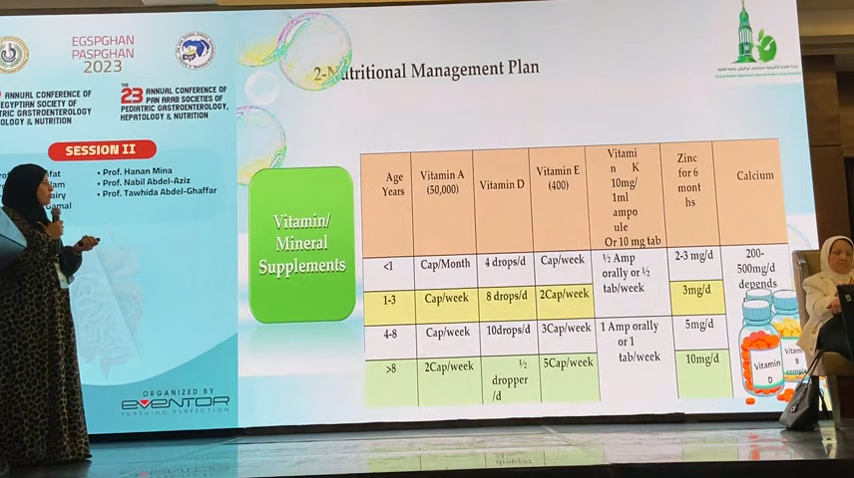 EGSPGHAN
PASPGHAN
2023
ANNUAL CONFERENCE OF
EGYPTIAN SOCIETY OF
TRIC GASTROENTEROLOGY
OLOGY & NUTRITION
THE 23 ANNUAL CONFERENCE OF
PAN ARAB SOCIETIES OF
PEDIATRIC GASTROENTEROLOGY,
HEPATOLOGY & NUTRITION
SESSION II
• Prof. Hanan Mina
• Prof. Nabil Abdel-Aziz
• Prof. Tawhida Abdel-Ghaffar
ORGANIZED BY
EVENTOR
PURSUING PERFECTION
2-Nutritional Management Plan
Vitamin/
Mineral
Supplements
Age
Years
Vitamin A
(50,000)
Vitamin D
Vitamin E
(400)
Vitami
n K
10mg/
1ml
ampo
ule
Or 10 mg tab
Zinc
for 6
mont
hs
Calcium
<1
Cap/Month
4 drops/d
Cap/week
½ Amp
orally or ½
tab/week
2-3 mg/d
200-
500mg/d
depends
1-3
Cap/week
8 drops/d
2Cap/week
3mg/d
4-8
Cap/week
10drops/d
3Cap/week
1 Amp orally
or 1
tab/week
5mg/d
>8
2Cap/week
½
dropper
/d
5Cap/week
10mg/d
Vitamin
D
Vitam
B
comple